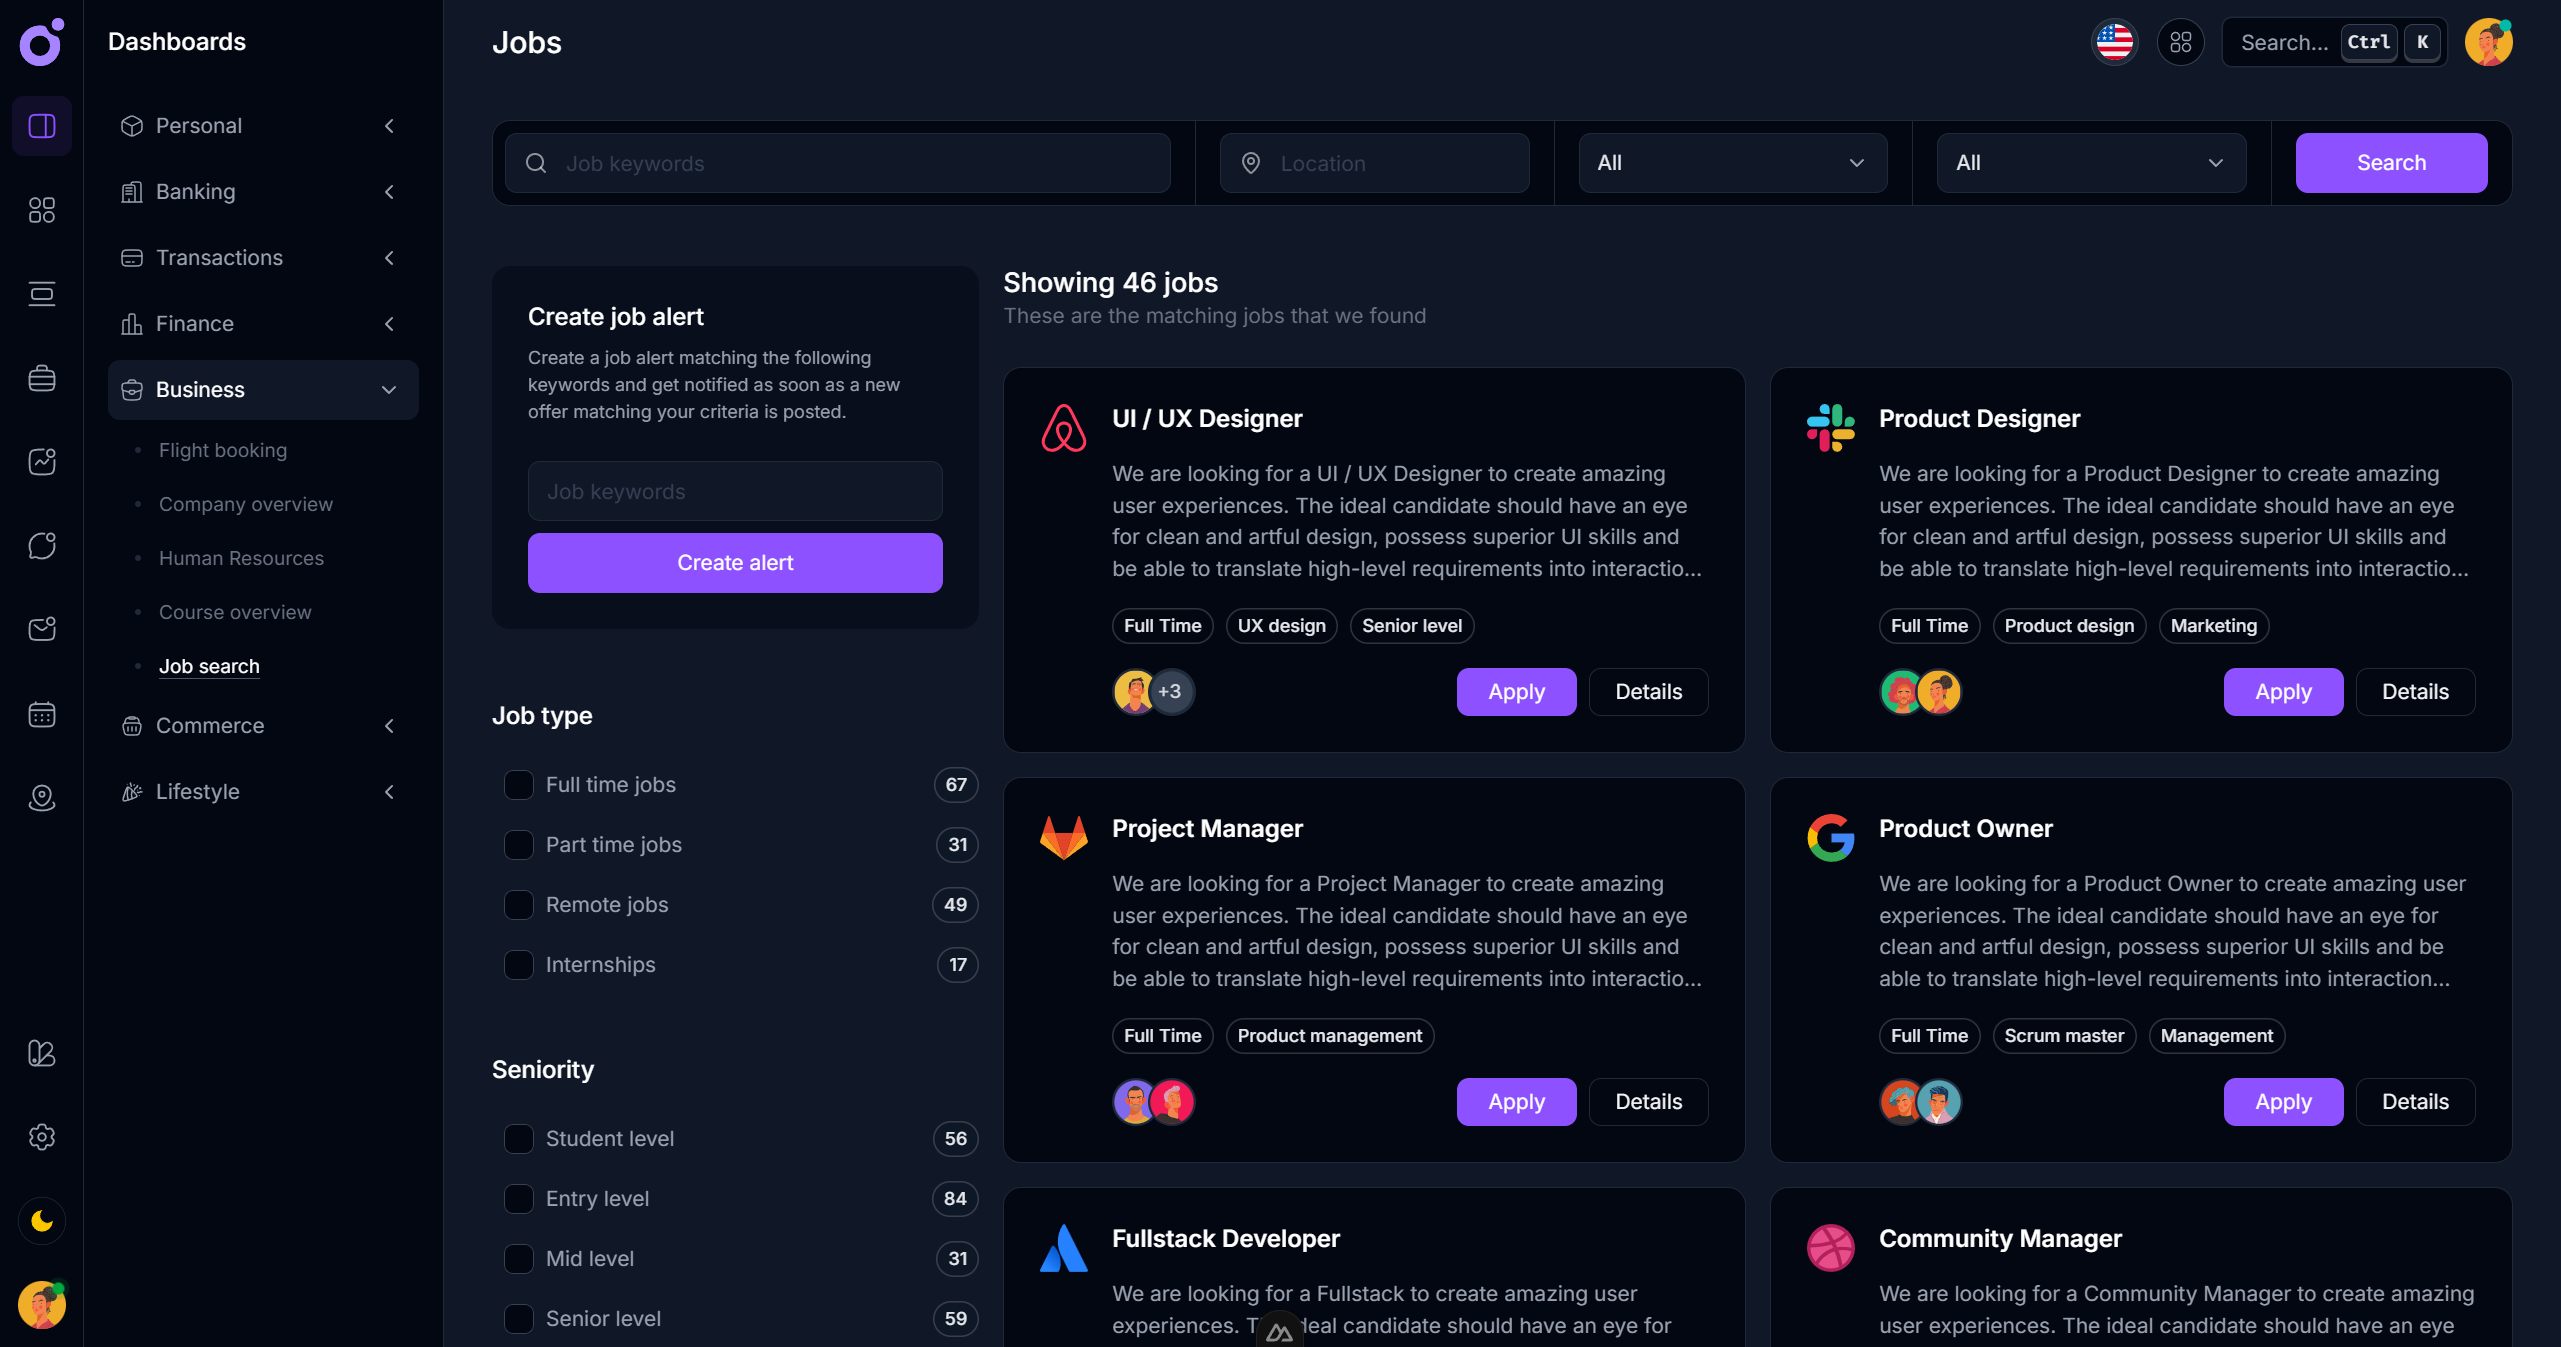 Dashboards
Personal
Banking
Transactions
Finance
Business
Flight booking
Company overview
Human Resources
Course overview
Job search
Commerce
Lifestyle
Jobs
Search...
Ctrl
K
Job keywords
Location
All
All
Search
Create job alert
Create a job alert matching the following
keywords and get notified as soon as a new
offer matching your criteria is posted.
Job keywords
Create alert
Job type
Full time jobs
67
Part time jobs
31
Remote jobs
49
Internships
17
Seniority
Student level
56
Entry level
84
Mid level
31
Senior level
59
Showing 46 jobs
These are the matching jobs that we found
UI / UX Designer
We are looking for a UI / UX Designer to create amazing
user experiences. The ideal candidate should have an eye
for clean and artful design, possess superior UI skills and
be able to translate high-level requirements into interactio...
Full Time
UX design
Senior level
+3
Apply
Details
Product Designer
We are looking for a Product Designer to create amazing
user experiences. The ideal candidate should have an eye
for clean and artful design, possess superior UI skills and
be able to translate high-level requirements into interactio...
Full Time
Product design
Marketing
Apply
Details
Project Manager
We are looking for a Project Manager to create amazing
user experiences. The ideal candidate should have an eye
for clean and artful design, possess superior UI skills and
be able to translate high-level requirements into interactio...
Full Time
Product management
Apply
Details
Product Owner
We are looking for a Product Owner to create amazing user
experiences. The ideal candidate should have an eye for
clean and artful design, possess superior UI skills and be
able to translate high-level requirements into interaction...
Full Time
Scrum master
Management
Apply
Details
Fullstack Developer
We are looking for a Fullstack to create amazing user
experiences. candidate should have an eye for
Community Manager
We are looking for a Community Manager to create amazing
user experiences. The ideal candidate should have an eye